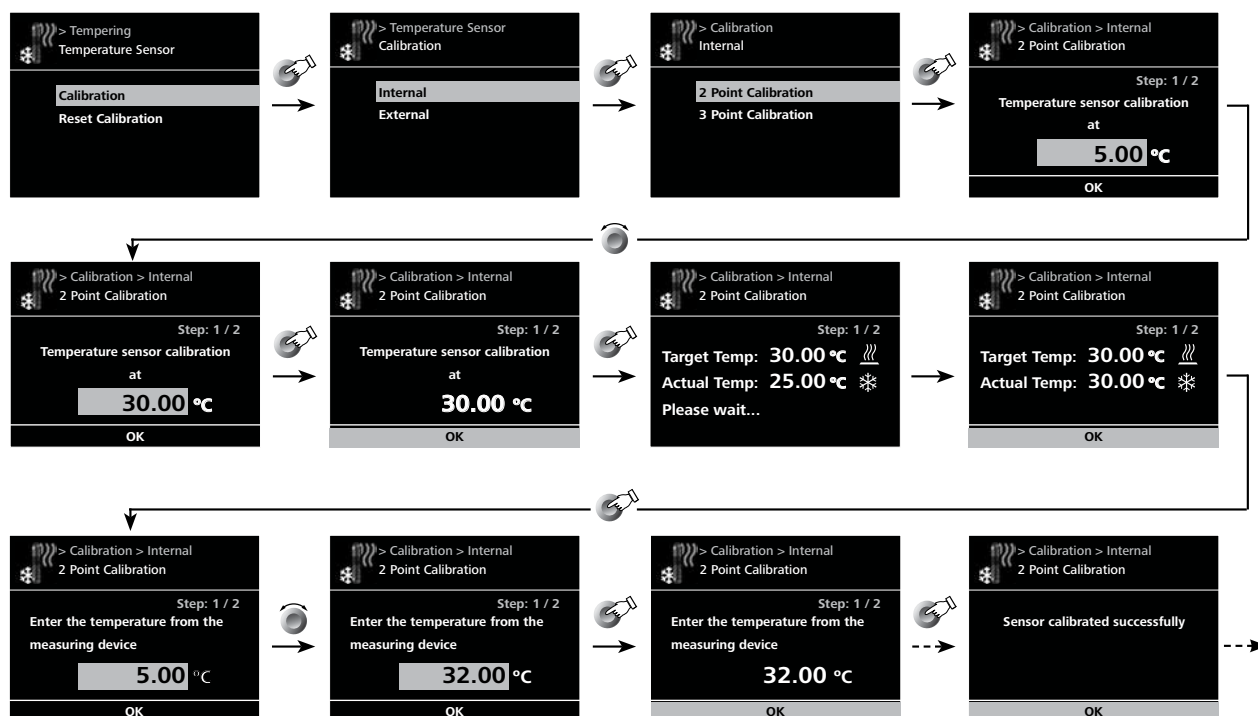 > Tempering
Temperature Sensor
Calibration
Reset Calibration
> Temperature Sensor
Calibration
Internal
External
> Calibration
Internal
2 Point Calibration
3 Point Calibration
> Calibration > Internal
2 Point Calibration
Step: 1 / 2
Temperature sensor calibration
at
5.00 °C
OK
> Calibration > Internal
2 Point Calibration
Step: 1 / 2
Temperature sensor calibration
at
30.00 °C
OK
> Calibration > Internal
2 Point Calibration
Step: 1 / 2
Temperature sensor calibration
at
30.00 °C
OK
> Calibration > Internal
2 Point Calibration
Step: 1 / 2
Target Temp: 30.00 °C
Actual Temp: 25.00 °C
Please wait...
> Calibration > Internal
2 Point Calibration
Step: 1 / 2
Target Temp: 30.00 °C
Actual Temp: 30.00 °C
OK
> Calibration > Internal
2 Point Calibration
Step: 1 / 2
Enter the temperature from the
measuring device
5.00 °C
OK
> Calibration > Internal
2 Point Calibration
Step: 1 / 2
Enter the temperature from the
measuring device
32.00 °C
OK
> Calibration > Internal
2 Point Calibration
Step: 1 / 2
Enter the temperature from the
measuring device
32.00 °C
OK
> Calibration > Internal
2 Point Calibration
Sensor calibrated successfully